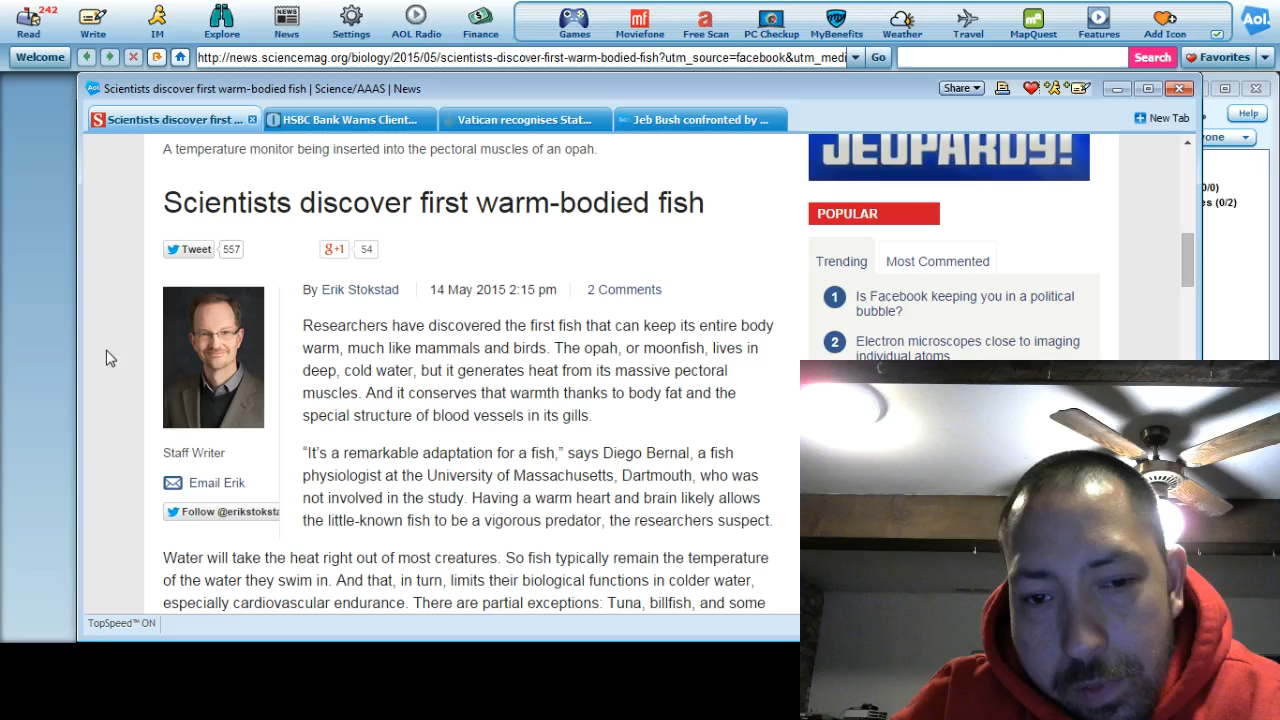 242
Read Write IM Explore News Settings AOL Radio Finance Games Moviefone Free Scan PC Checkup MyBenefits Weather Travel MapQuest Features Add Icon Aol.
Welcome http://news.sciencemag.org/biology/2015/05/scientists-discover-first-warm-bodied-fish?utm_source=facebook&utm_medi Go Search Favorites
Aol Scientists discover first warm-bodied fish | Science/AAAS | News Share
Scientists discover first ... HSBC Bank Warns Client... Vatican recognises Stat... Jeb Bush confronted by ... New Tab Help
A temperature monitor being inserted into the pectoral muscles of an opah.
JEOPARDY!
Scientists discover first warm-bodied fish
Tweet 557 g+1 54
By Erik Stokstad 14 May 2015 2:15 pm 2 Comments
Researchers have discovered the first fish that can keep its entire body
warm, much like mammals and birds. The opah, or moonfish, lives in
deep, cold water, but it generates heat from its massive pectoral
muscles. And it conserves that warmth thanks to body fat and the
special structure of blood vessels in its gills.
“It’s a remarkable adaptation for a fish,” says Diego Bernal, a fish
physiologist at the University of Massachusetts, Dartmouth, who was
not involved in the study. Having a warm heart and brain likely allows
the little-known fish to be a vigorous predator, the researchers suspect.
Staff Writer
Email Erik
Follow @erikstoksta
Water will take the heat right out of most creatures. So fish typically remain the temperature
of the water they swim in. And that, in turn, limits their biological functions in colder water,
especially cardiovascular endurance. There are partial exceptions: Tuna, billfish, and some
POPULAR
Trending Most Commented
1 Is Facebook keeping you in a political
bubble?
2 Electron microscopes close to imaging
individual atoms
(0/2)
TopSpeed™ ON